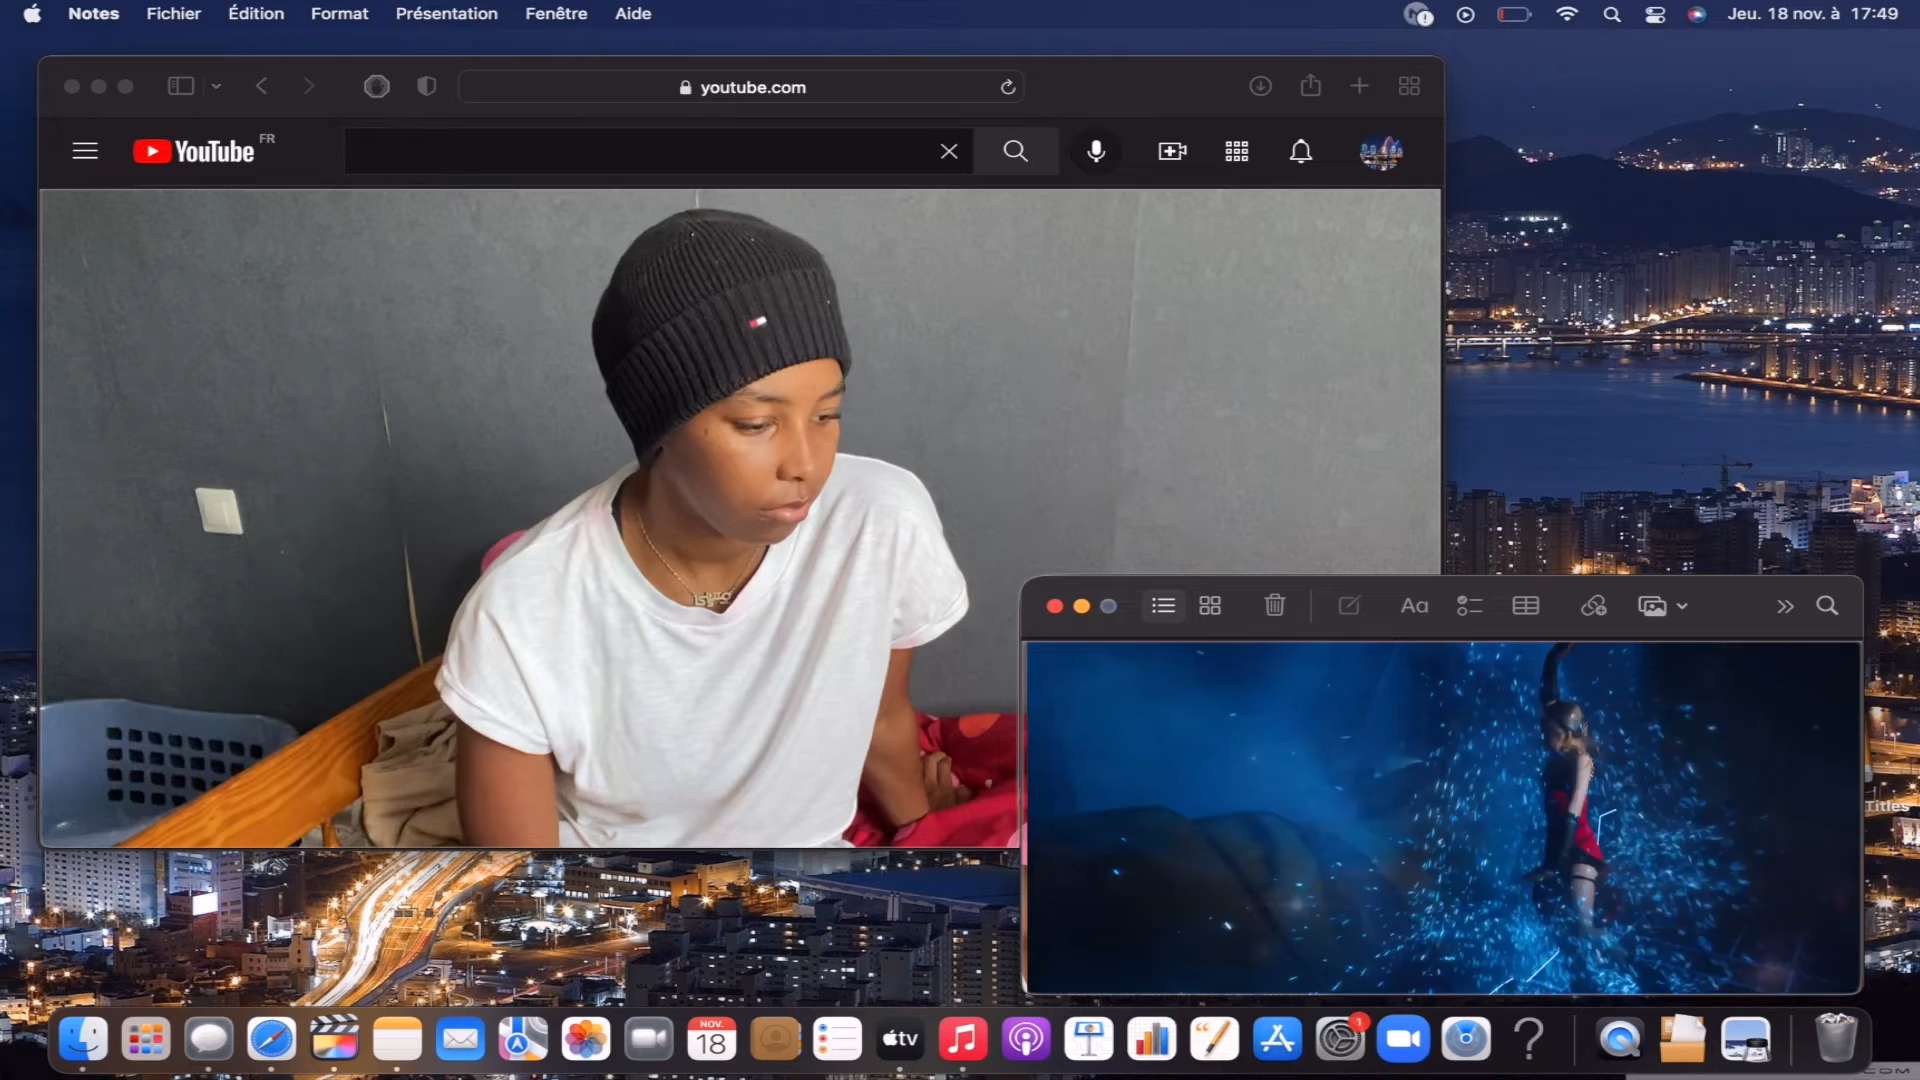 Notes Fichier Édition Format Présentation Fenêtre Aide Jeu. 18 nov. à 17:49
youtube.com
YouTube FR
Aa
Titles
NOV.
18
tv
1